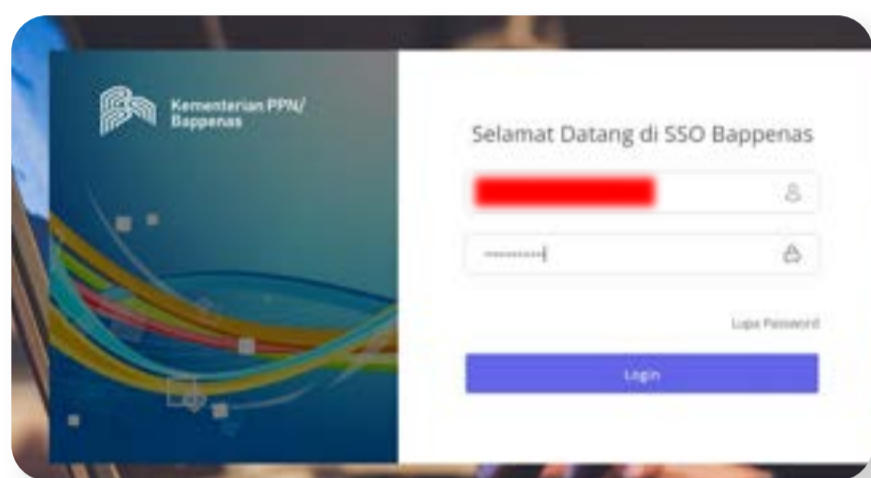 Kementerian PPN/
Bappenas
Selamat Datang di SSO Bappenas
Lupa Password
Login